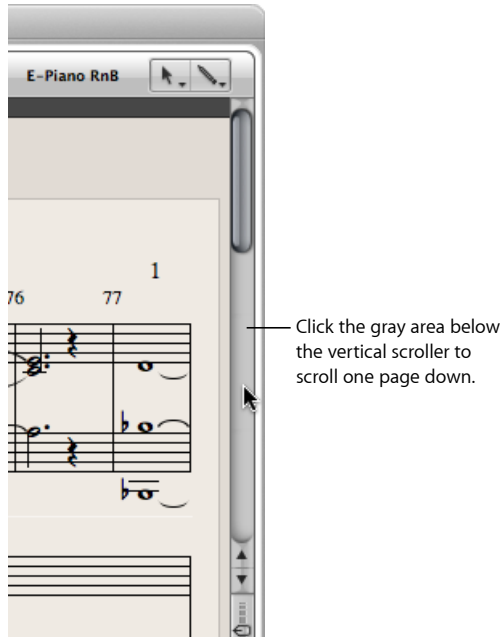 E-Piano RnB
1
76 77
Click the gray area below
the vertical scroller to
scroll one page down.